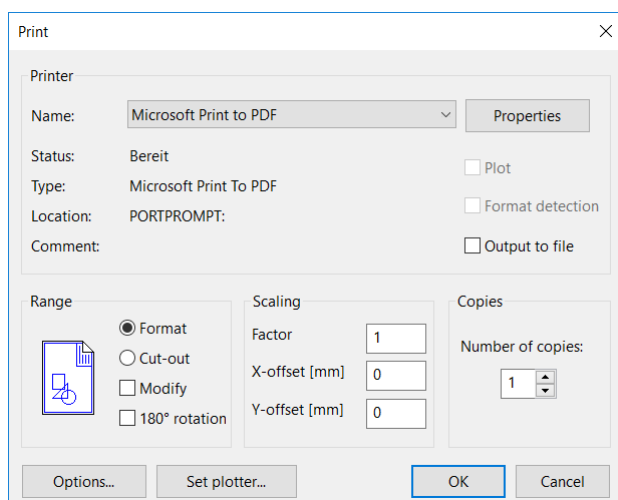 Print
Printer
Name: Microsoft Print to PDF Properties
Status: Bereit
Plot
Type: Microsoft Print To PDF
Format detection
Location: PORTPROMPT:
Comment: Output to file
Range
Format
Cut-out
Modify
180° rotation
Scaling
Factor 1
X-offset [mm] 0
Y-offset [mm] 0
Copies
Number of copies:
1
Options... Set plotter... OK Cancel